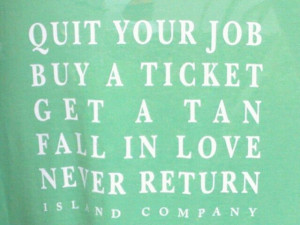 QUIT YOUR JOB
BUY A TICKET
GET A TAN
FALL IN LOVE
NEVER RETURN
ISLAND COMPANY